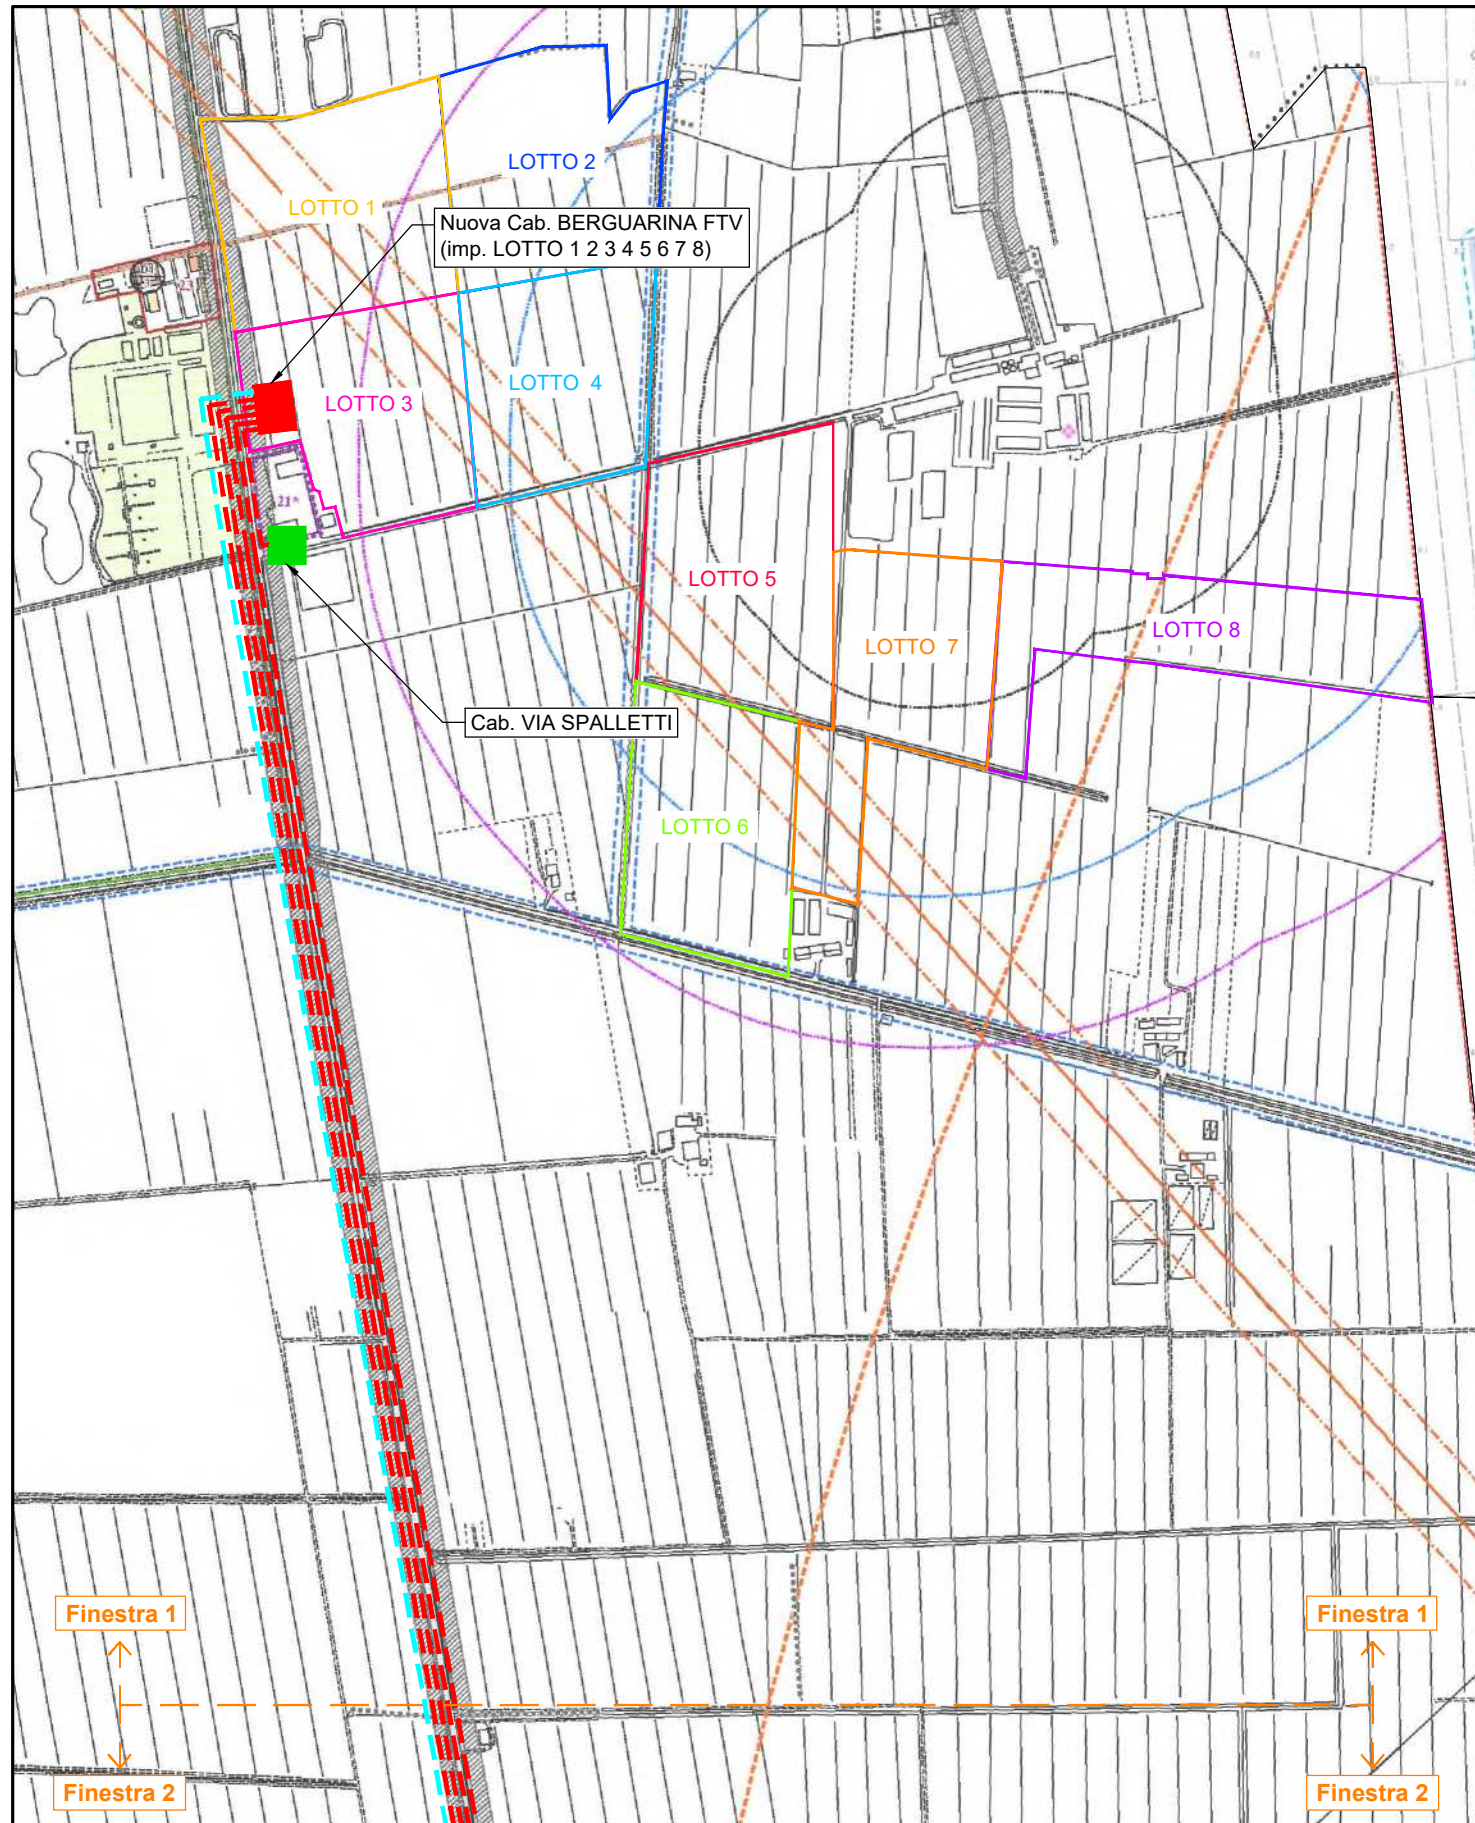 LOTTO 2
LOTTO 1
Nuova Cab. BERGUARINA FTV
(imp. LOTTO 1 2 3 4 5 6 7 8)
23
LOTTO 4
LOTTO 3
21
LOTTO 5
LOTTO 8
LOTTO 7
Cab. VIA SPALLETTI
LOTTO 6
Finestra 1
Finestra 1
Finestra 2
Finestra 2